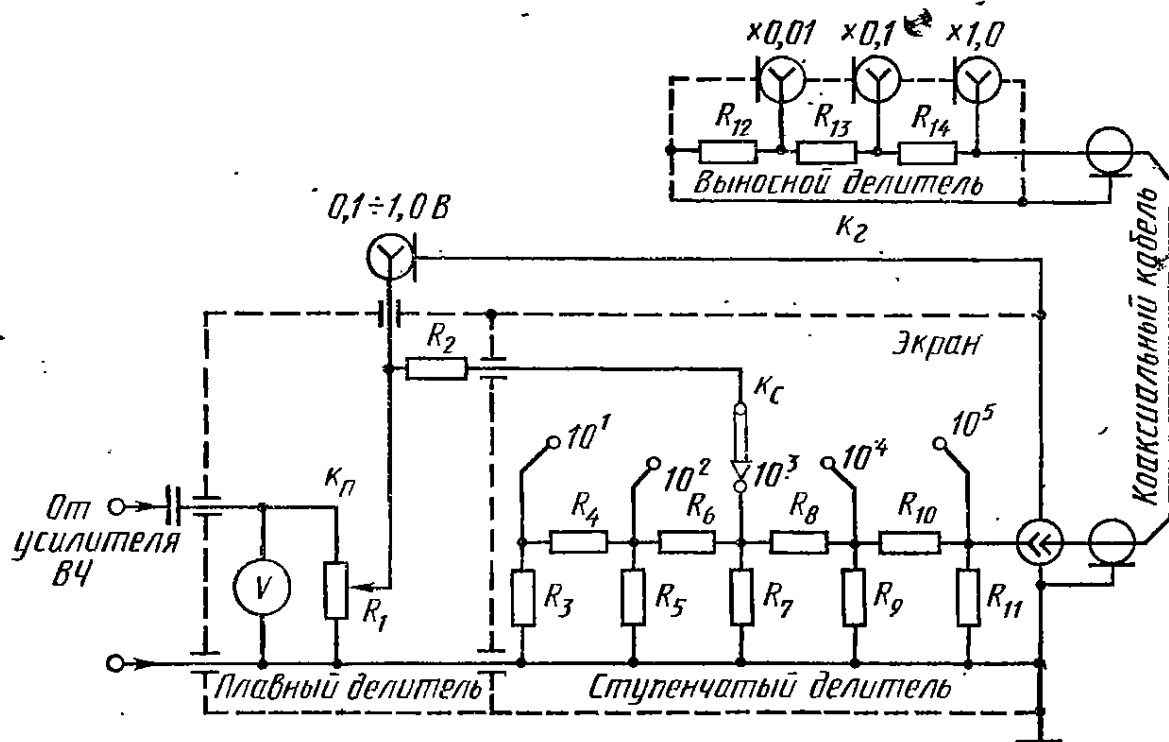 ×0,01 ×0,1 ×1,0
R12 R13 R14
Выносной делитель
0,1÷1,0 В
K2
Коаксиальный кабель
Экран
R2
Kс
10¹ 10² 10³ 10⁴ 10⁵
Kп
R4 R6 R8 R10
От
усилителя
ВЧ
V
R1 R3 R5 R7 R9 R11
Плавный делитель
Ступенчатый делитель